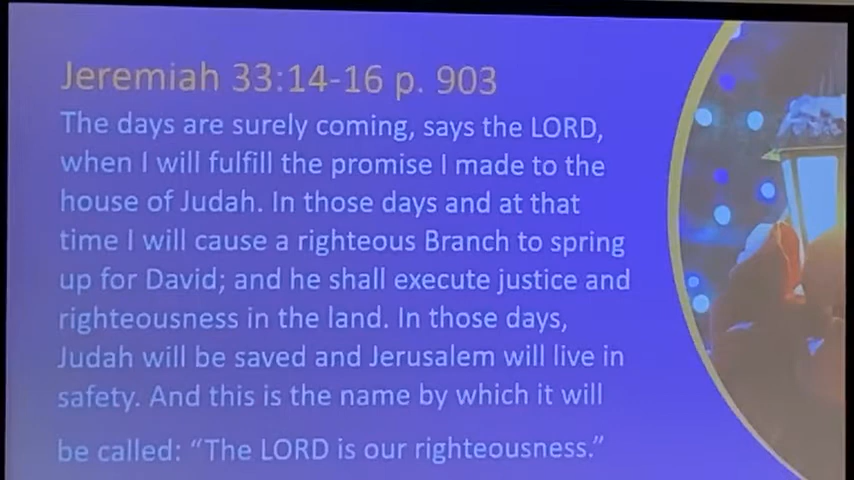 Jeremiah 33:14-16 p. 903
The days are surely coming, says the LORD,
when I will fulfill the promise I made to the
house of Judah. In those days and at that
time I will cause a righteous Branch to spring
up for David; and he shall execute justice and
righteousness in the land. In those days,
Judah will be saved and Jerusalem will live in
safety. And this is the name by which it will
be called: “The LORD is our righteousness.”